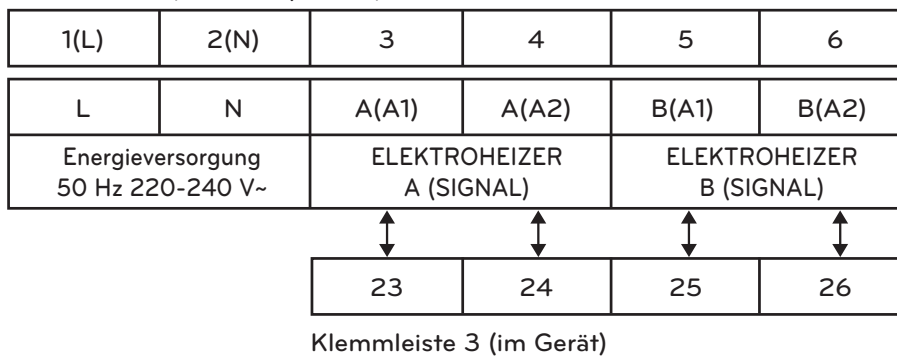 1(L) 2(N) 3 4 5 6
L N A(A1) A(A2) B(A1) B(A2)
Energieversorgung ELEKTROHEIZER ELEKTROHEIZER
50 Hz 220-240 V~ A (SIGNAL) B (SIGNAL)
23 24 25 26
Klemmleiste 3 (im Gerät)